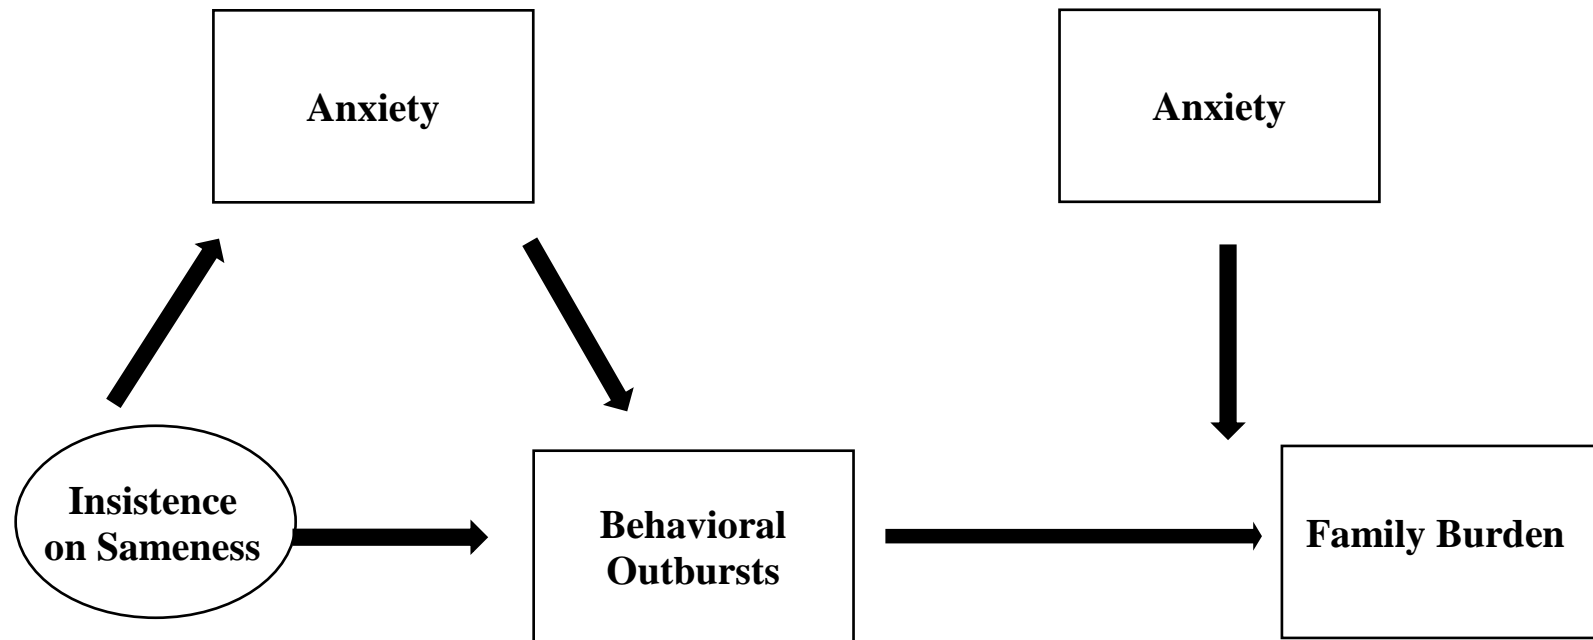 Anxiety
Anxiety
Insistence
on Sameness
Behavioral
Outbursts
Family Burden